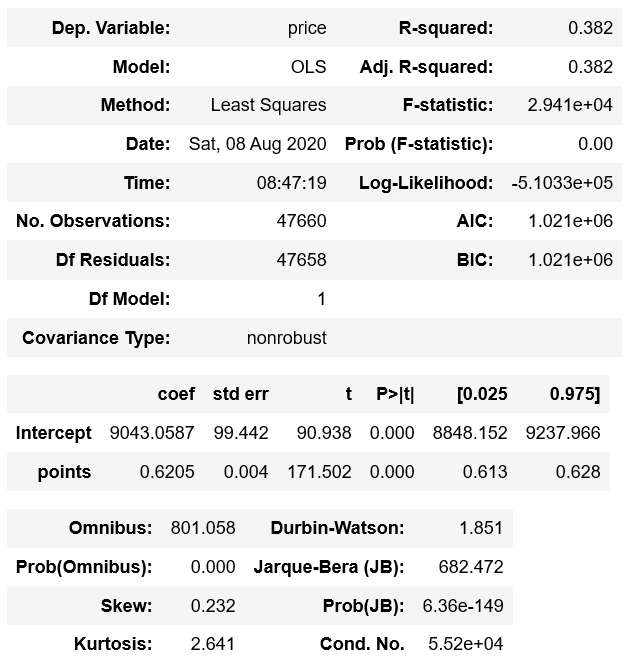 Dep. Variable: price R-squared: 0.382
Model: OLS Adj. R-squared: 0.382
Method: Least Squares F-statistic: 2.941e+04
Date: Sat, 08 Aug 2020 Prob (F-statistic): 0.00
Time: 08:47:19 Log-Likelihood: -5.1033e+05
No. Observations: 47660 AIC: 1.021e+06
Df Residuals: 47658 BIC: 1.021e+06
Df Model: 1
Covariance Type: nonrobust
coef std err t P>|t| [0.025 0.975]
Intercept 9043.0587 99.442 90.938 0.000 8848.152 9237.966
points 0.6205 0.004 171.502 0.000 0.613 0.628
Omnibus: 801.058 Durbin-Watson: 1.851
Prob(Omnibus): 0.000 Jarque-Bera (JB): 682.472
Skew: 0.232 Prob(JB): 6.36e-149
Kurtosis: 2.641 Cond. No. 5.52e+04